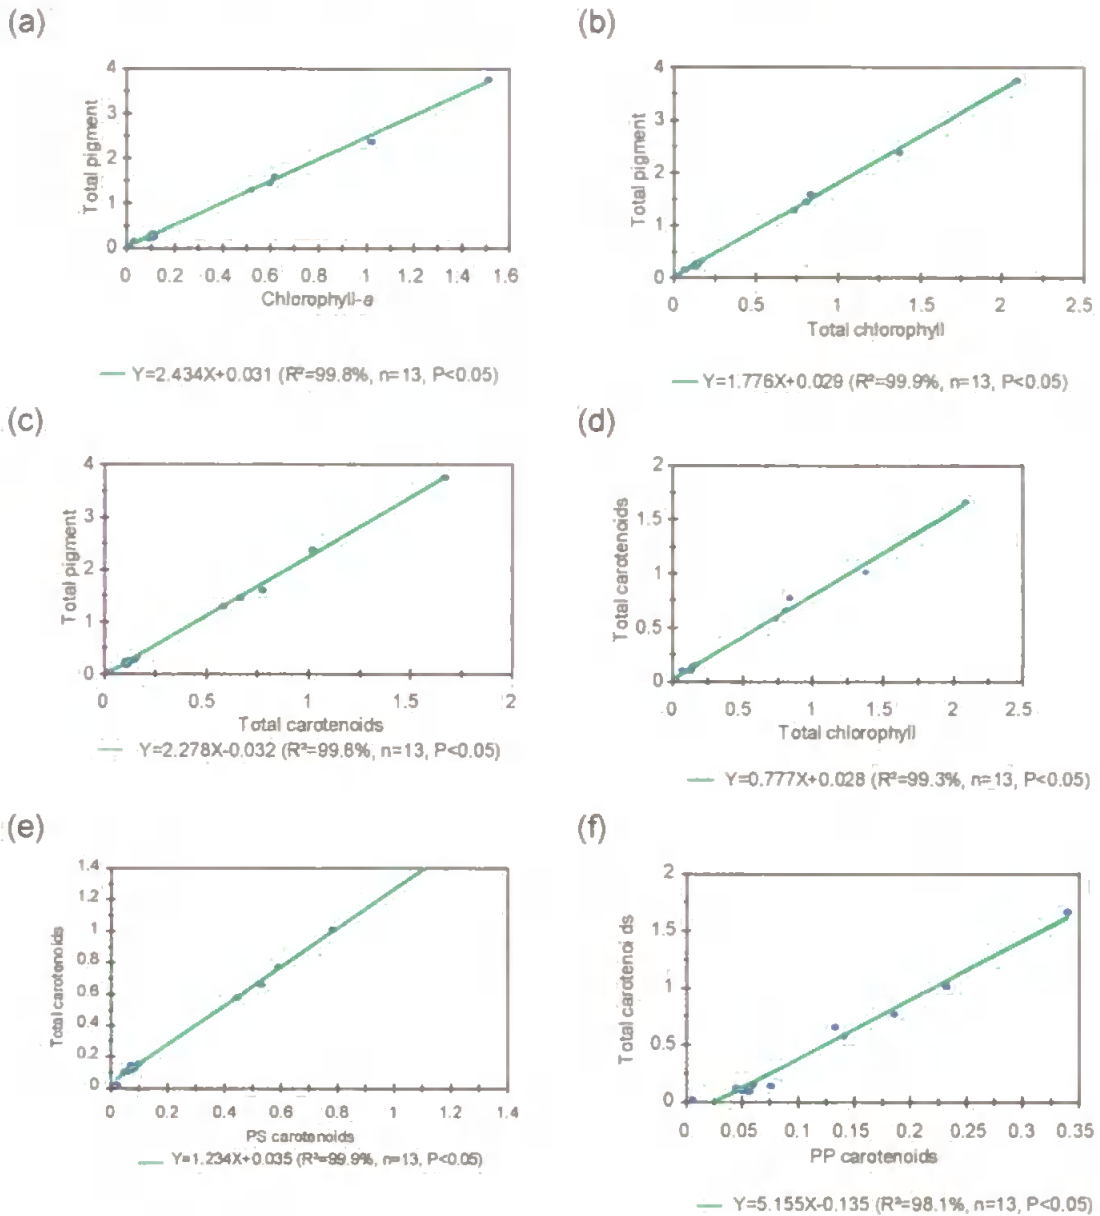 (a)
4
3
2
1
0
Total pigment
0 0.2 0.4 0.6 0.8 1 1.2 1.4 1.6
Chlorophyll-a
Y=2.434X+0.031 (R²=99.8%, n=13, P<0.05)
(b)
4
3
2
1
0
Total pigment
0 0.5 1 1.5 2 2.5
Total chlorophyll
Y=1.776X+0.029 (R²=99.9%, n=13, P<0.05)
(c)
4
3
2
1
0
Total pigment
0 0.5 1 1.5 2
Total carotenoids
Y=2.278X-0.032 (R²=99.8%, n=13, P<0.05)
(d)
2
1.5
1
0.5
0
Total carotenoids
0 0.5 1 1.5 2 2.5
Total chlorophyll
Y=0.777X+0.028 (R²=99.3%, n=13, P<0.05)
(e)
1.4
1.2
1
0.8
0.6
0.4
0.2
0
Total carotenoids
0 0.2 0.4 0.6 0.8 1 1.2 1.4
PS carotenoids
Y=1.234X+0.035 (R²=99.9%, n=13, P<0.05)
(f)
2
1.5
1
0.5
0
Total carotenoids
0 0.05 0.1 0.15 0.2 0.25 0.3 0.35
PP carotenoids
Y=5.155X-0.135 (R²=98.1%, n=13, P<0.05)